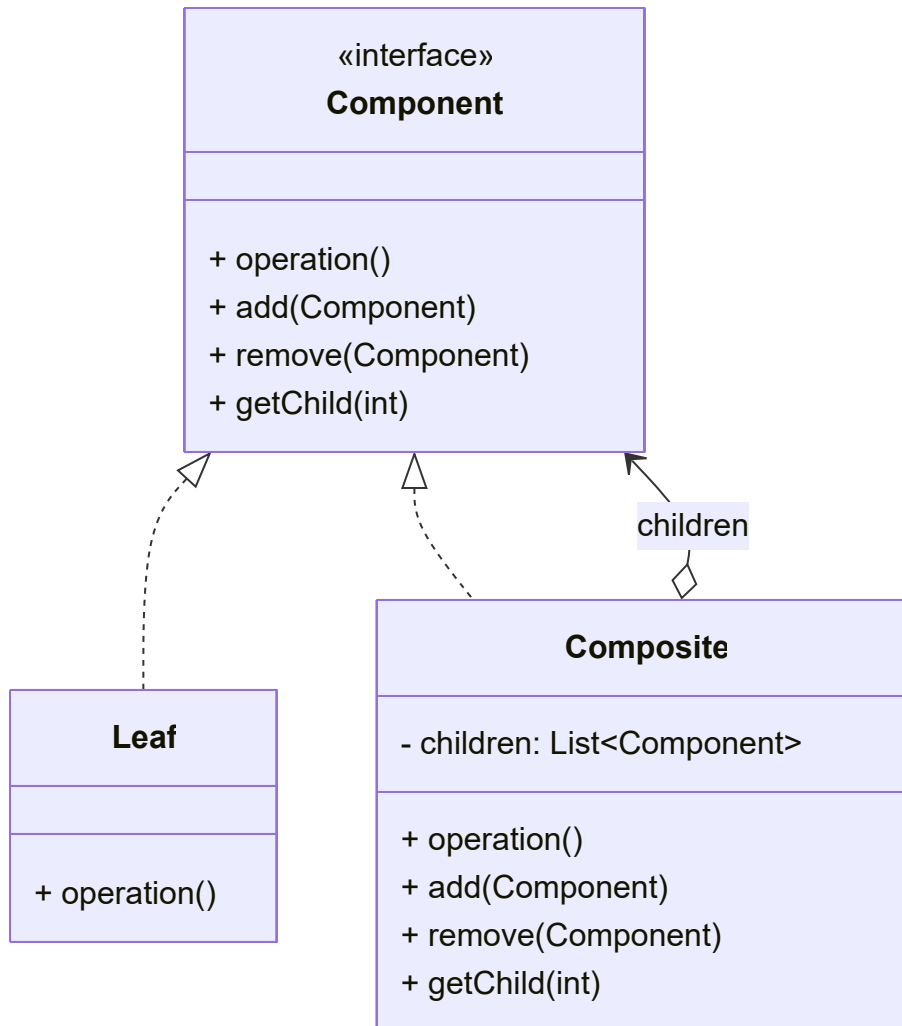 «interface»
Component
+ operation()
+ add(Component)
+ remove(Component)
+ getChild(int)
children
Composite
- children: List<Component>
+ operation()
+ add(Component)
+ remove(Component)
+ getChild(int)
Leaf
+ operation()